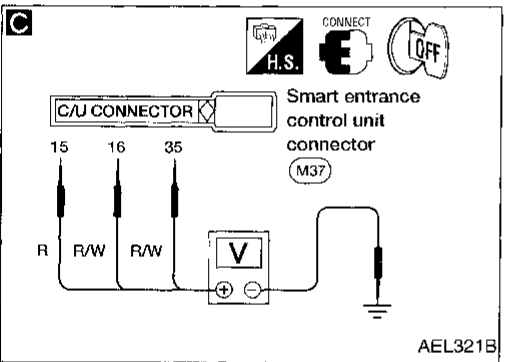 C
CONNECT
H.S.
OFF
C/U CONNECTOR
Smart entrance
control unit
connector
M37
15 16 35
R R/W R/W
V
+ −
AEL321B